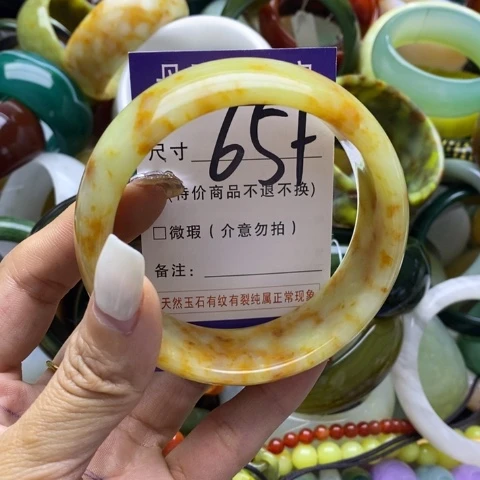 尺寸 65+
(特价商品不退不换)
□微瑕(介意勿拍)
备注:
天然玉石有纹有裂纯属正常现象